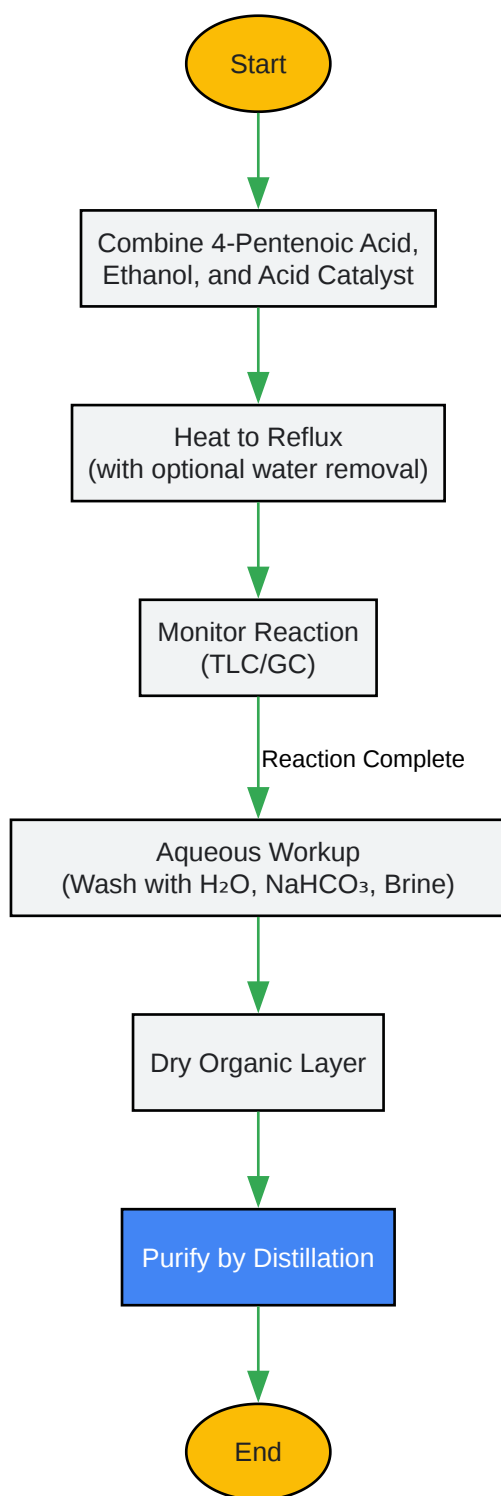 Start
Combine 4-Pentenoic Acid,
Ethanol, and Acid Catalyst
Heat to Reflux
(with optional water removal)
Monitor Reaction
(TLC/GC)
Reaction Complete
Aqueous Workup
(Wash with H₂O, NaHCO₃, Brine)
Dry Organic Layer
Purify by Distillation
End